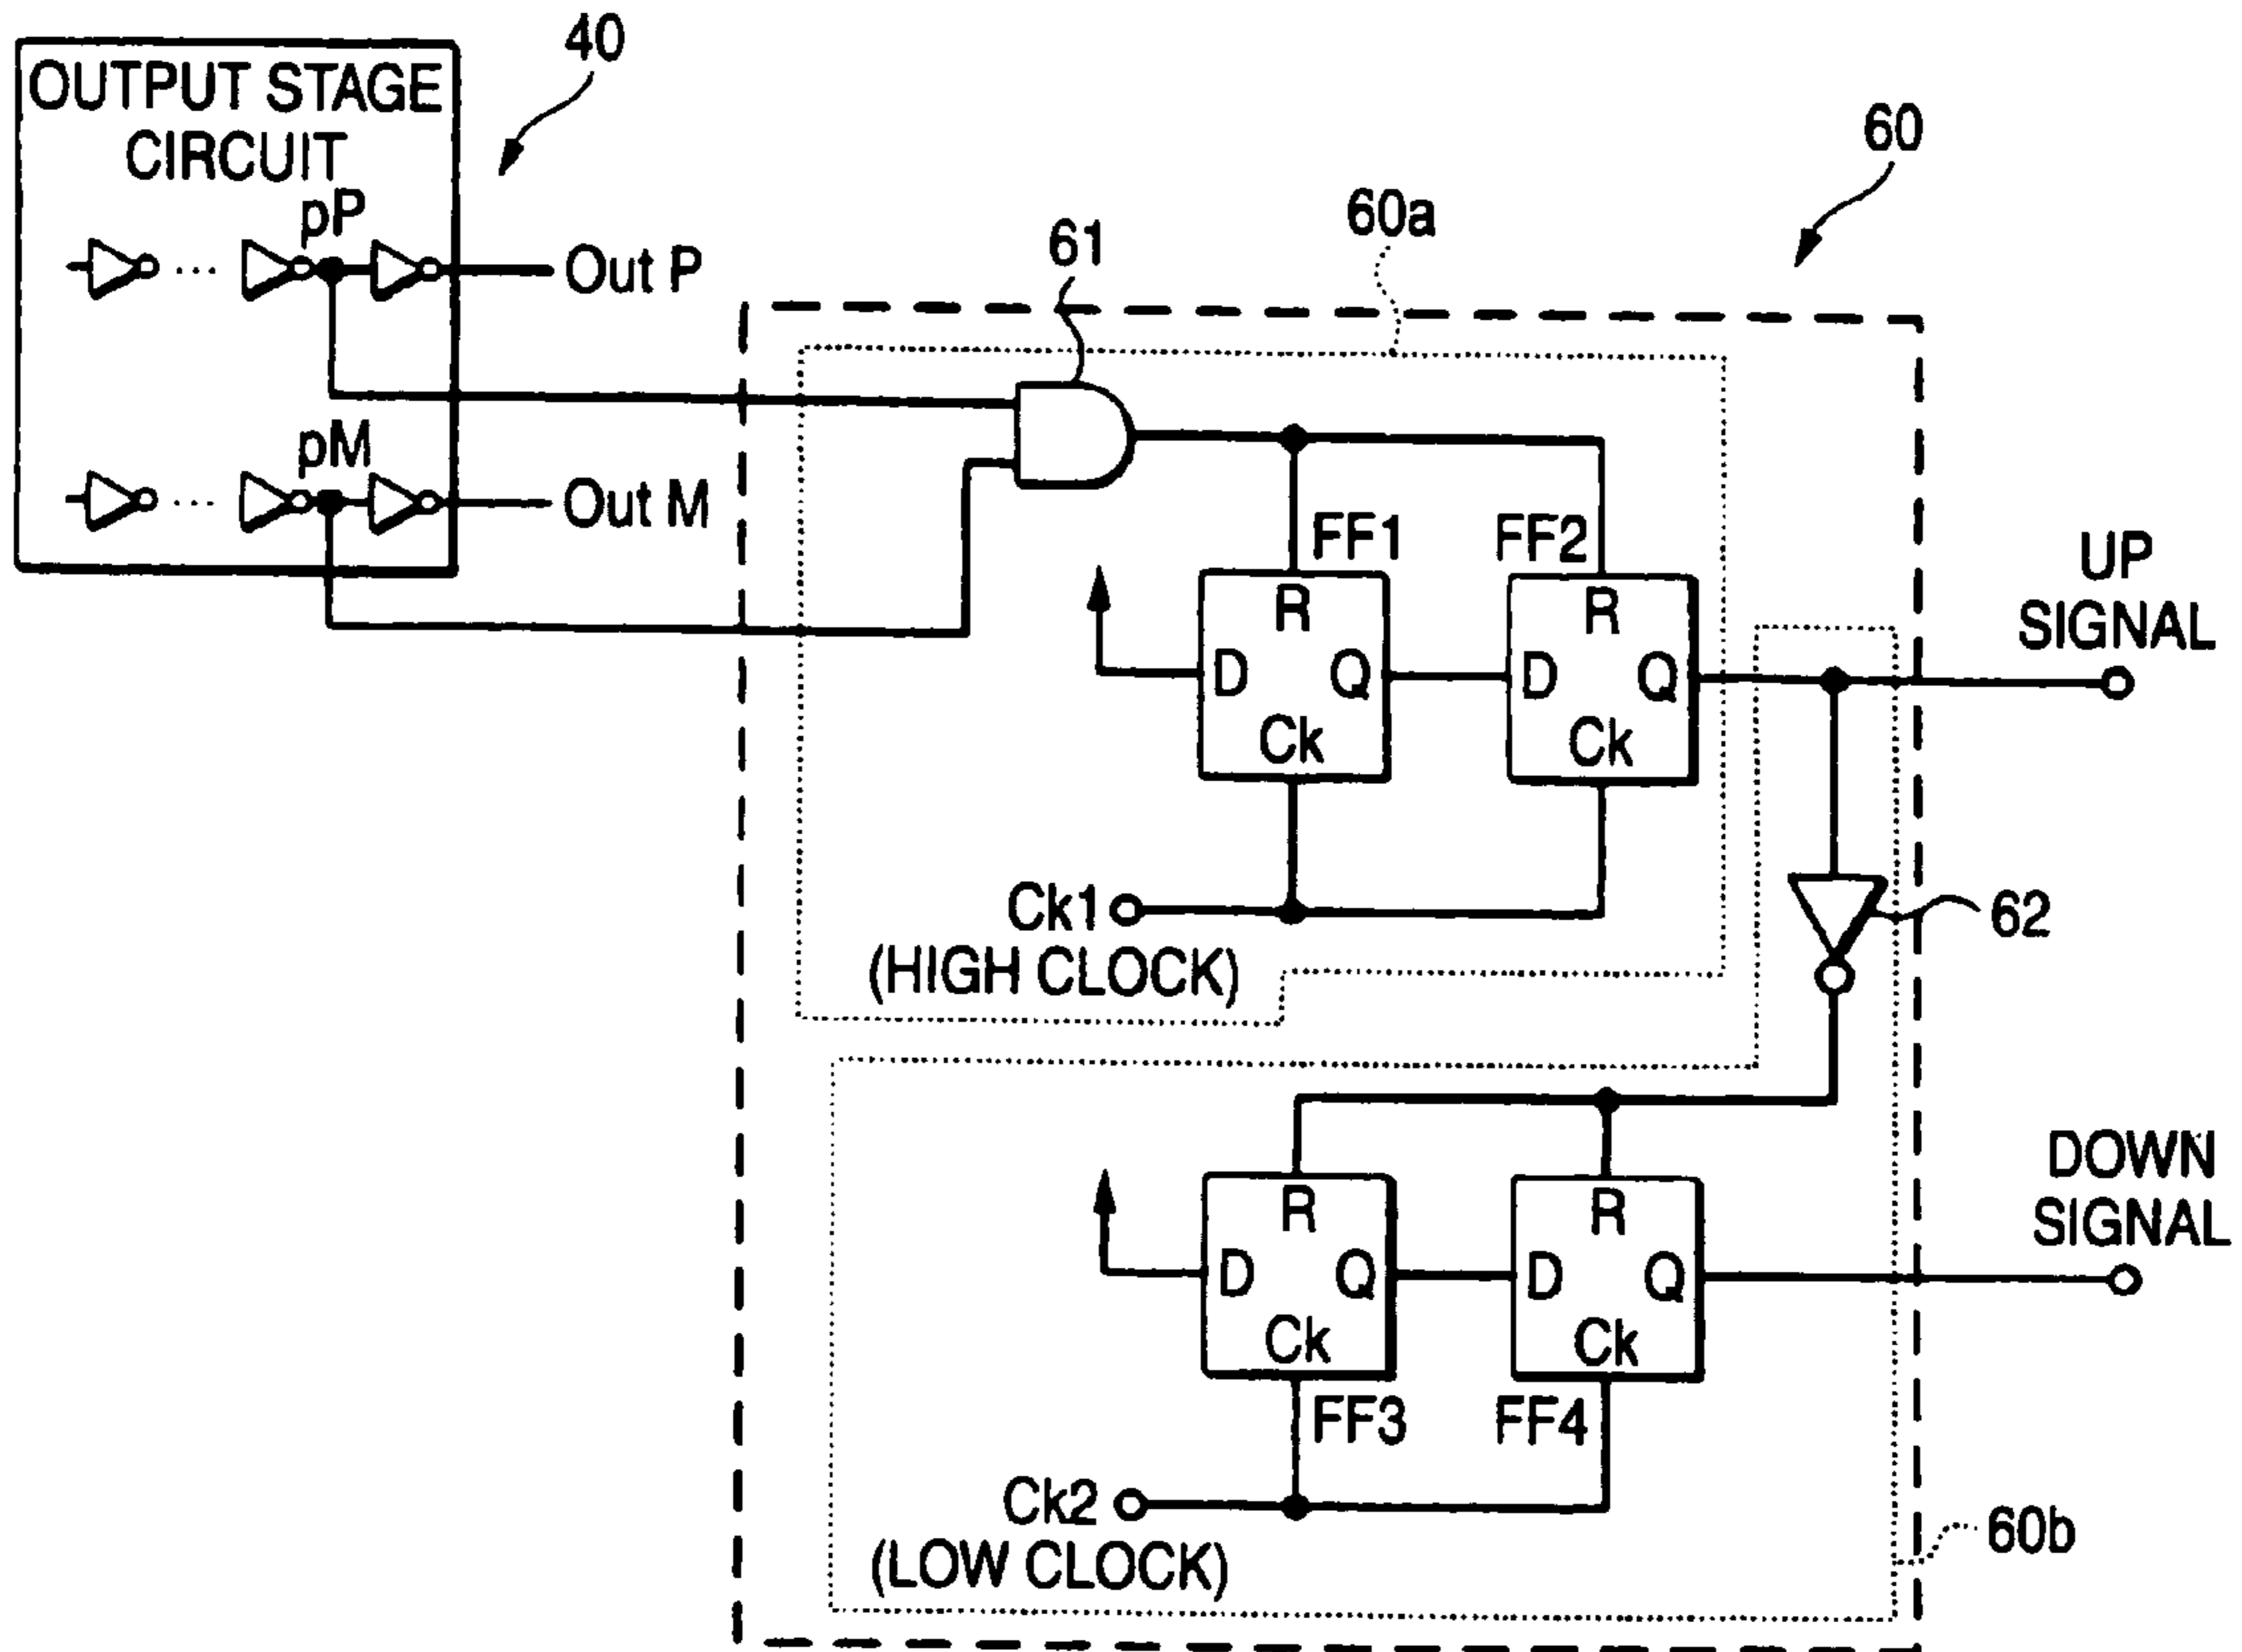 40
OUTPUT STAGE
CIRCUIT
pP
Out P
pM
Out M
60
60a
61
FF1
FF2
R
D
Q
Ck
R
D
Q
Ck
UP
SIGNAL
Ck1
(HIGH CLOCK)
62
R
D
Q
Ck
R
D
Q
Ck
DOWN
SIGNAL
FF3
FF4
Ck2
(LOW CLOCK)
60b